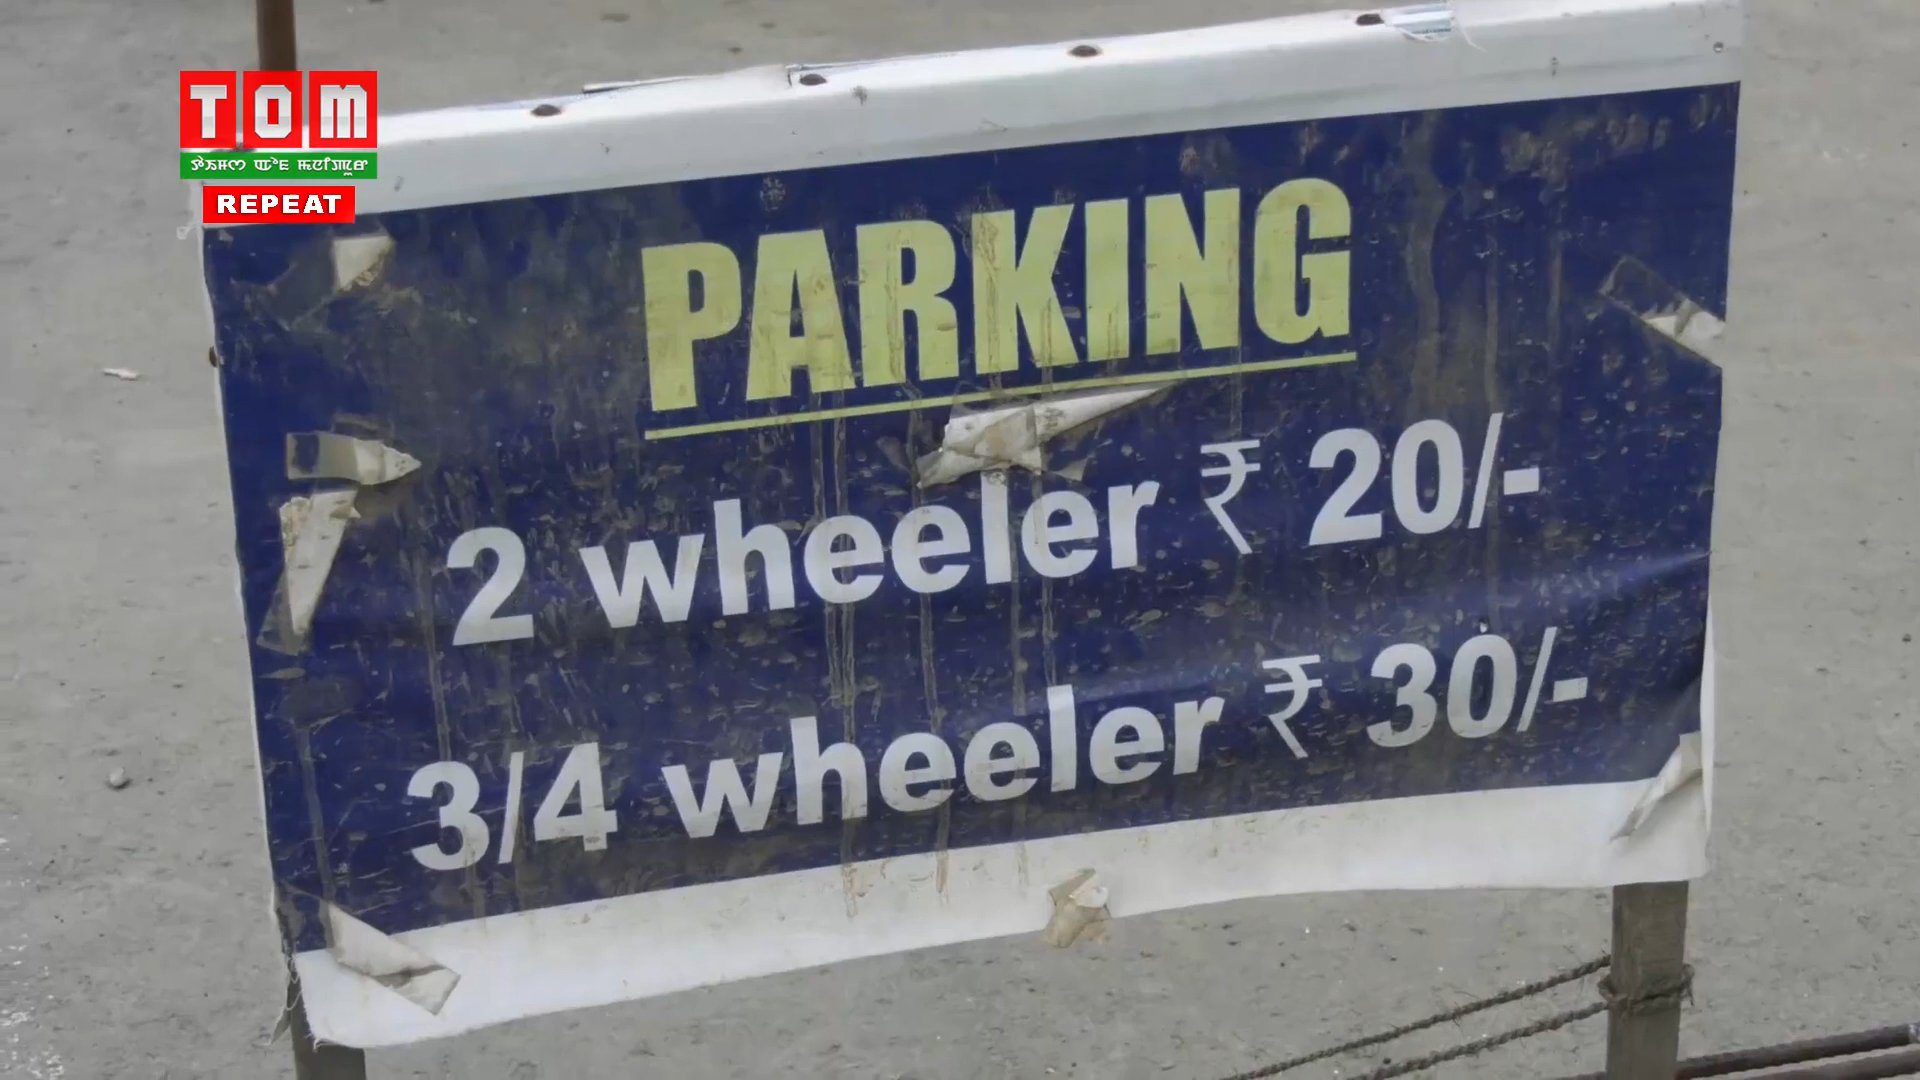 TOM
REPEAT
PARKING
2 wheeler ₹ 20/-
3/4 wheeler ₹ 30/-